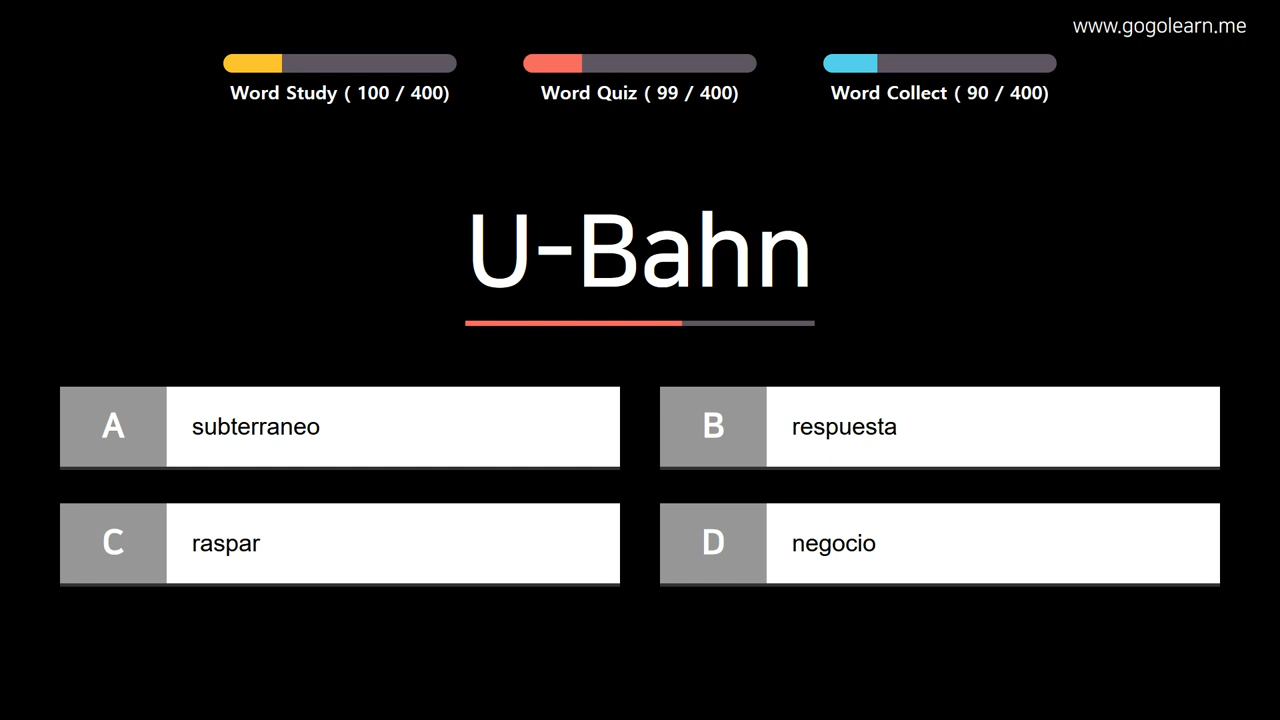 www.gogolearn.me
Word Study ( 100 / 400)
Word Quiz ( 99 / 400)
Word Collect ( 90 / 400)
U-Bahn
A subterraneo
B respuesta
C raspar
D negocio